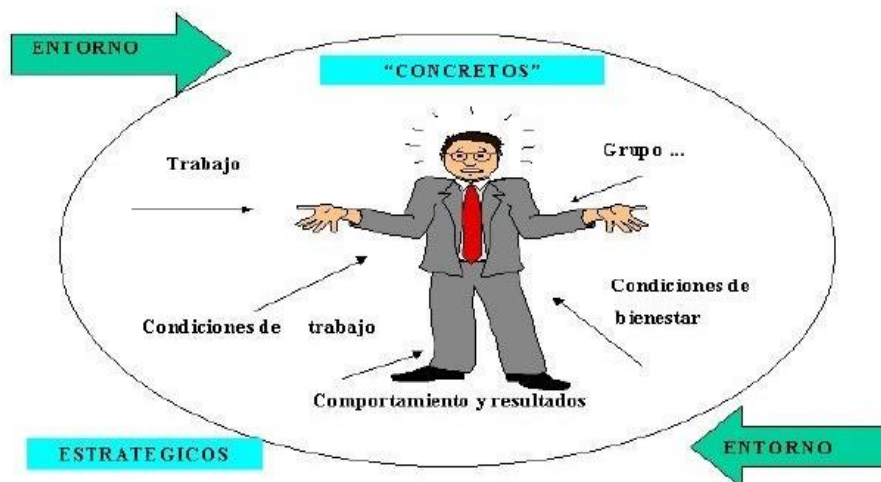 ENTORNO
“CONCRETOS”
Trabajo
Grupo ...
Condiciones de
bienestar
Condiciones de trabajo
Comportamiento y resultados
ESTRATEGICOS
ENTORNO